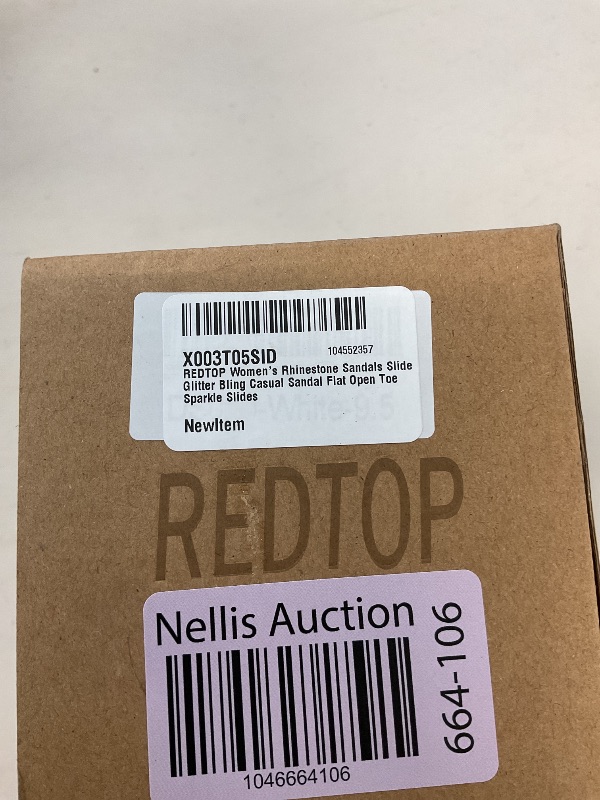 X003T05SID 104552357
REDTOP Women's Rhinestone Sandals Slide
Glitter Bling Casual Sandal Flat Open Toe
Sparkle Slides
-White-9.5
NewItem
REDTOP
Nellis Auction
1046664106
664-106